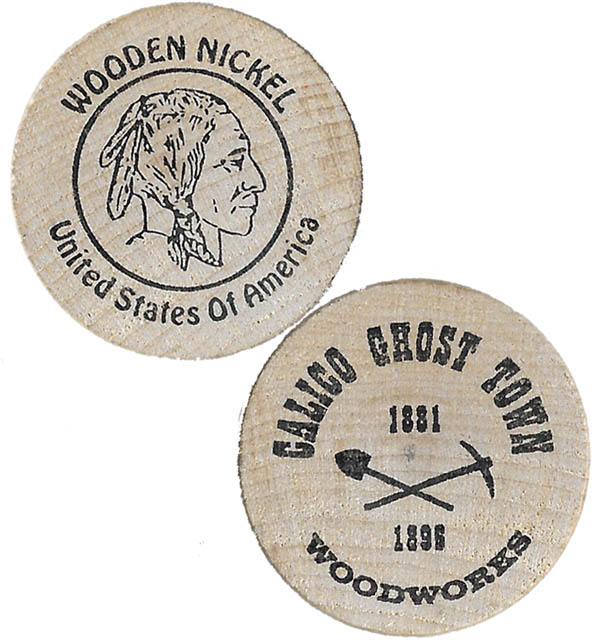 WOODEN NICKEL
United States Of America
CALICO GHOST TOWN
1881
1896
WOODWORKS